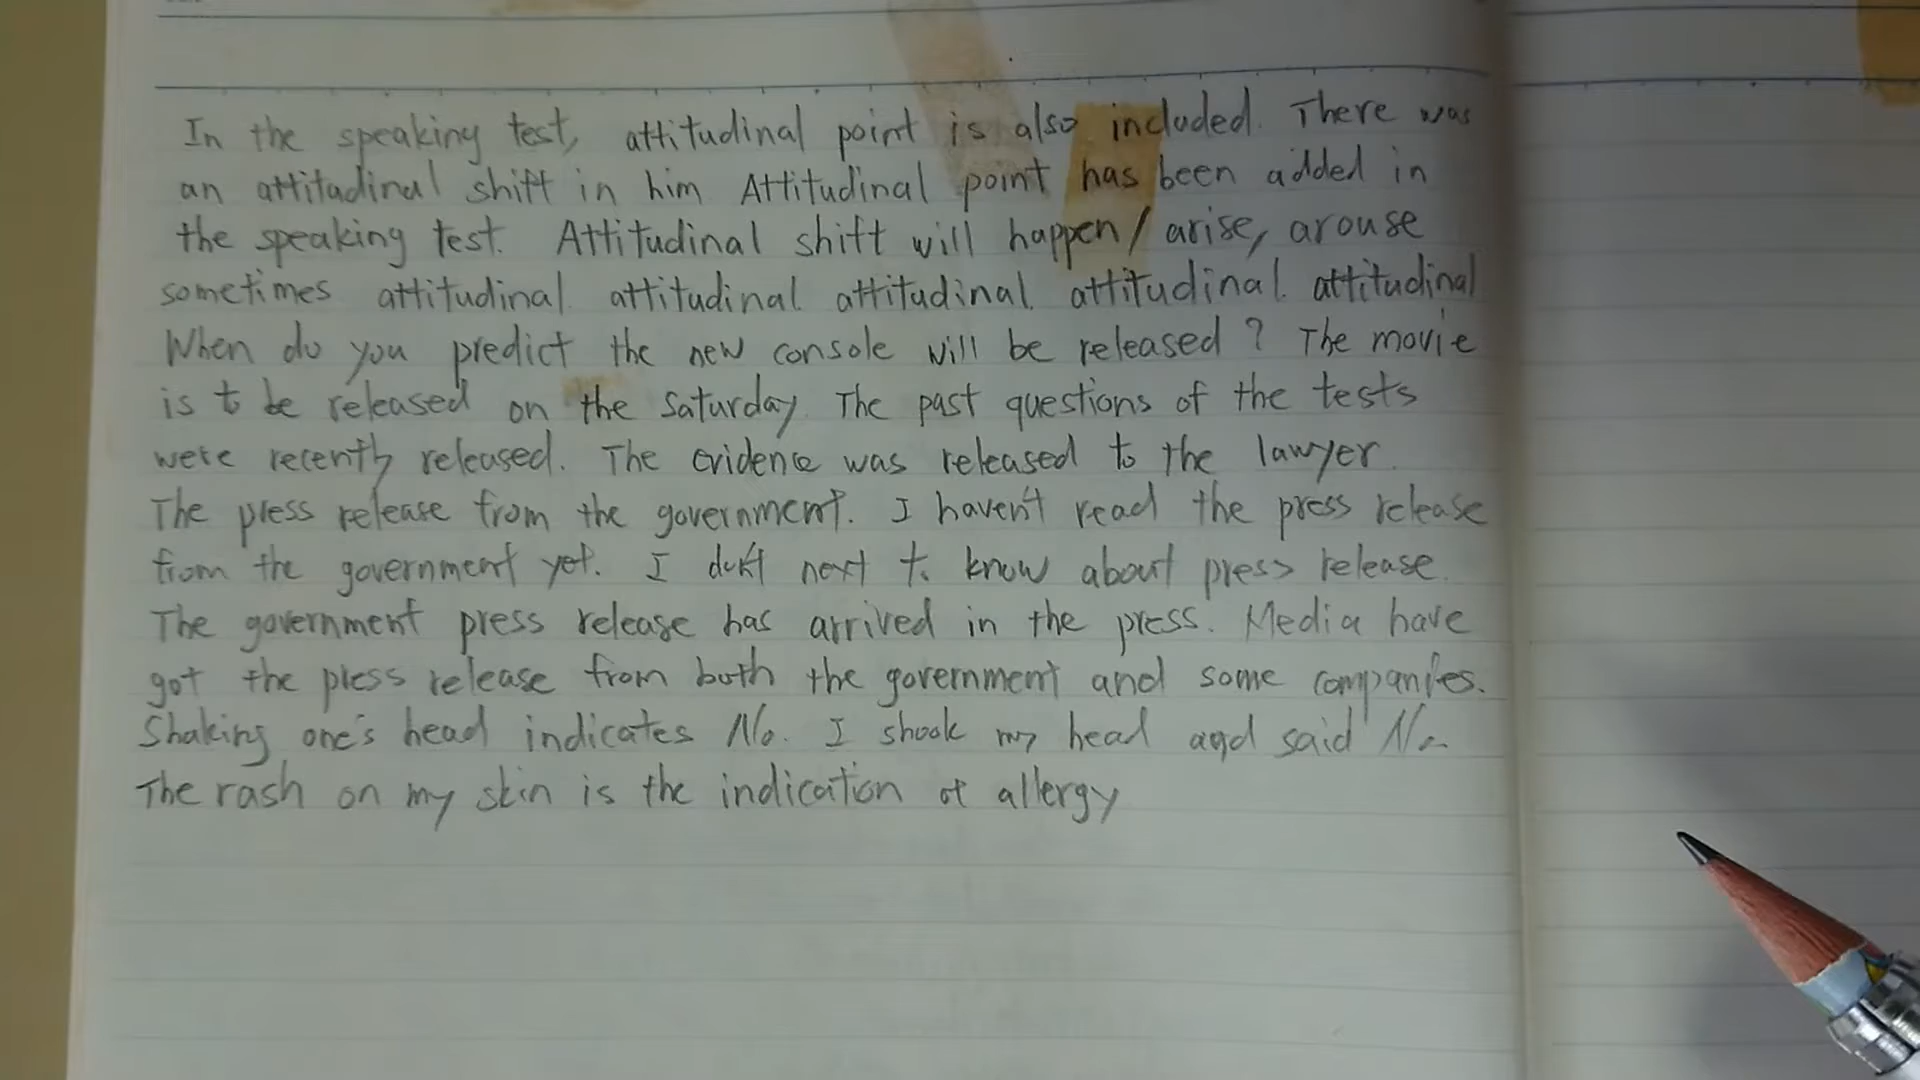 In the speaking test, attitudinal point is also included. There was
an attitudinal shift in him Attitudinal point has been added in
the speaking test. Attitudinal shift will happen / arise, arouse
sometimes attitudinal. attitudinal. attitudinal. attitudinal. attitudinal
When do you predict the new console will be released? The movie
is to be released on the Saturday. The past questions of the tests
were recently released. The evidence was released to the lawyer.
The press release from the government. I haven't read the press release
from the government yet. I don't to know about press release.
The government press release has arrived in the press. Media have
got the press release from both the government and some companies.
Shaking one's head indicates No. I shook my head and said No
The rash on my skin is the indication of allergy